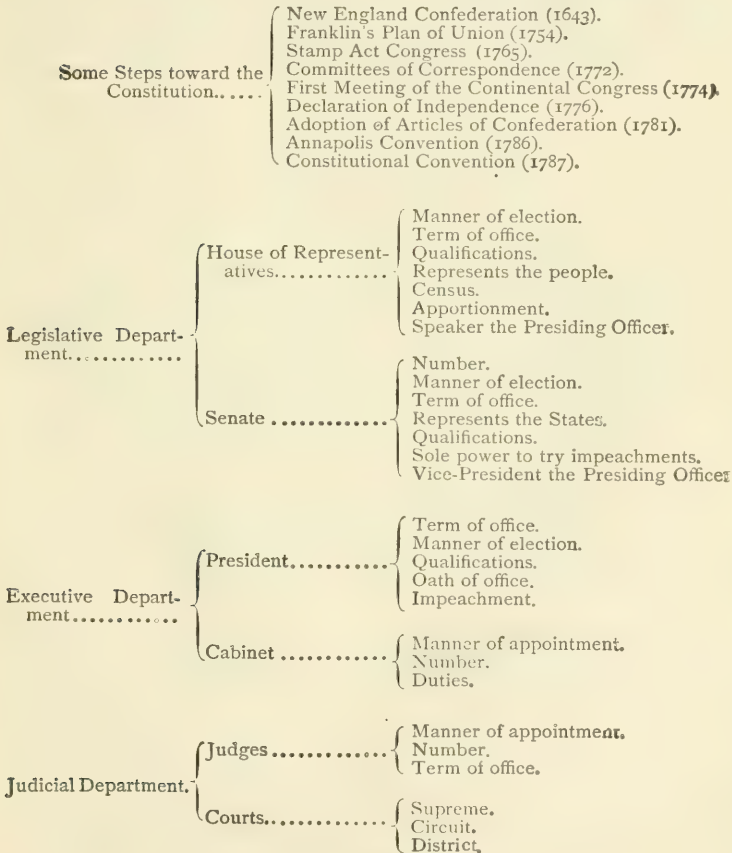 Some Steps toward the
Constitution......
New England Confederation (1643).
Franklin's Plan of Union (1754).
Stamp Act Congress (1765).
Committees of Correspondence (1772).
First Meeting of the Continental Congress (1774).
Declaration of Independence (1776).
Adoption of Articles of Confederation (1781).
Annapolis Convention (1786).
Constitutional Convention (1787).
Legislative Depart-
ment............
House of Represent-
atives.............
Manner of election.
Term of office.
Qualifications.
Represents the people.
Census.
Apportionment.
Speaker the Presiding Officer.
Senate .............
Number.
Manner of election.
Term of office.
Represents the States.
Qualifications.
Sole power to try impeachments.
Vice-President the Presiding Officer
Executive Depart-
ment............
President...........
Term of office.
Manner of election.
Qualifications.
Oath of office.
Impeachment.
Cabinet ............
Manner of appointment.
Number.
Duties.
Judicial Department.
Judges .............
Manner of appointment.
Number.
Term of office.
Courts..............
Supreme.
Circuit.
District.